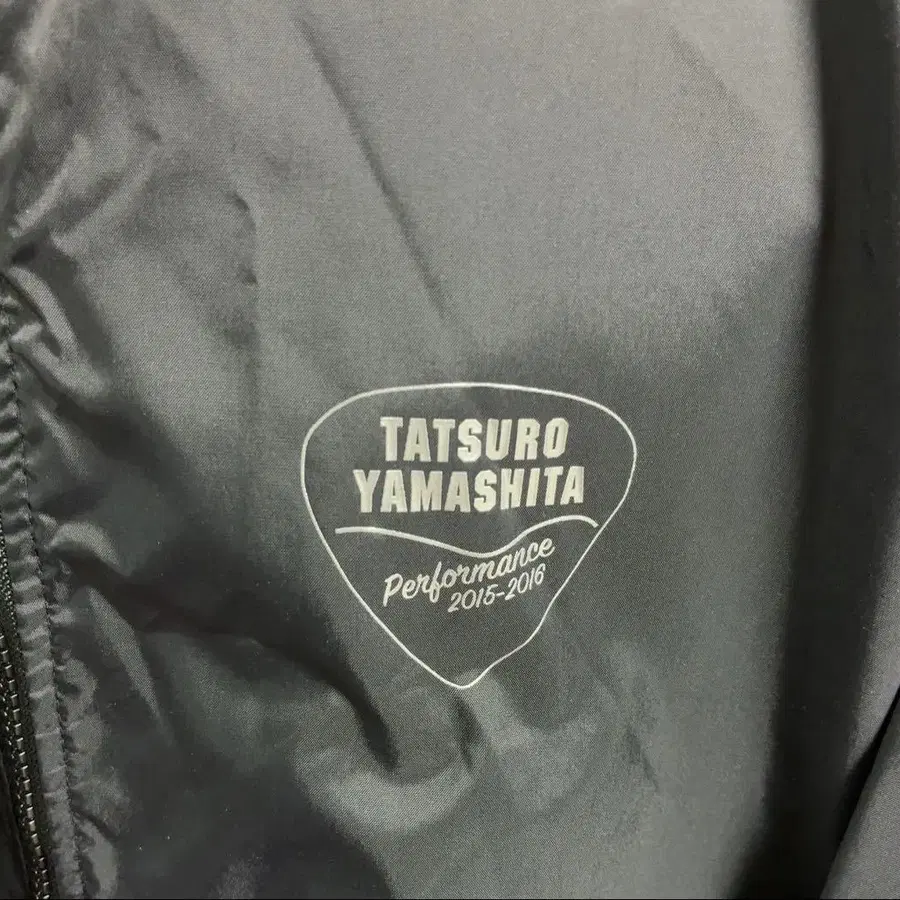 TATSURO
YAMASHITA
Performance
2015-2016